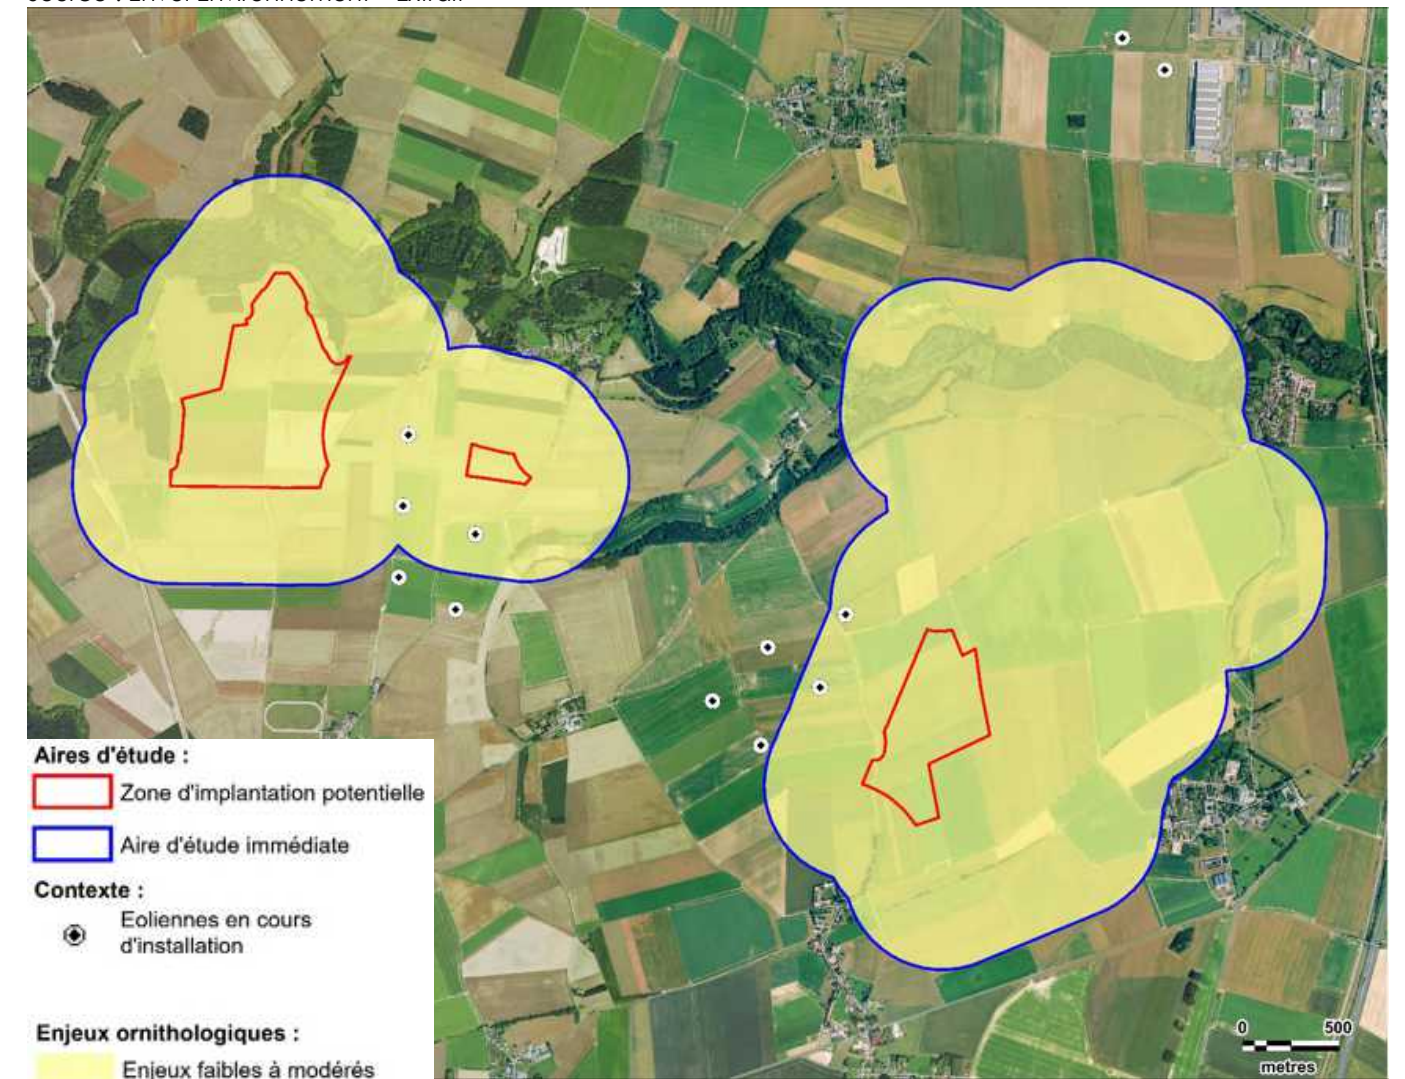 Aires d'étude :
Zone d'implantation potentielle
Aire d'étude immédiate
Contexte :
Eoliennes en cours
d'installation
Enjeux ornithologiques :
Enjeux faibles à modérés
0 500
metres